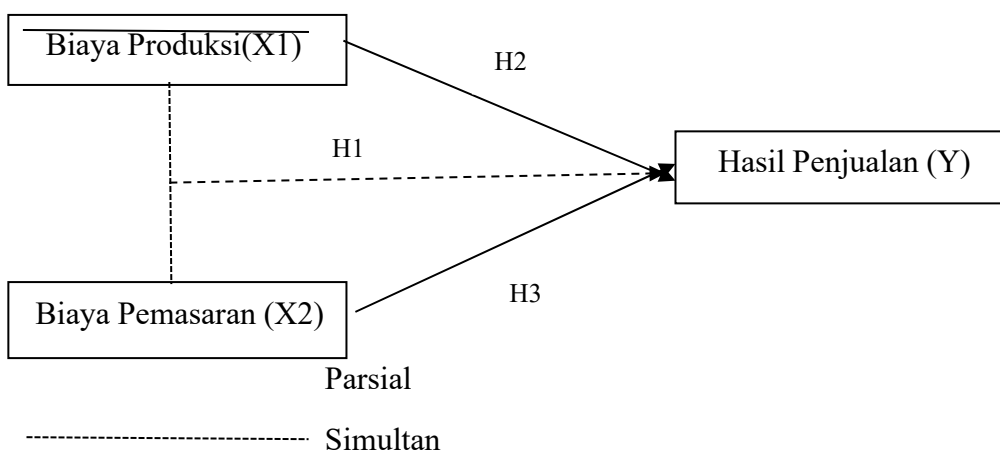 Biaya Produksi(X1)
H2
H1
Hasil Penjualan (Y)
H3
Biaya Pemasaran (X2)
Parsial
Simultan